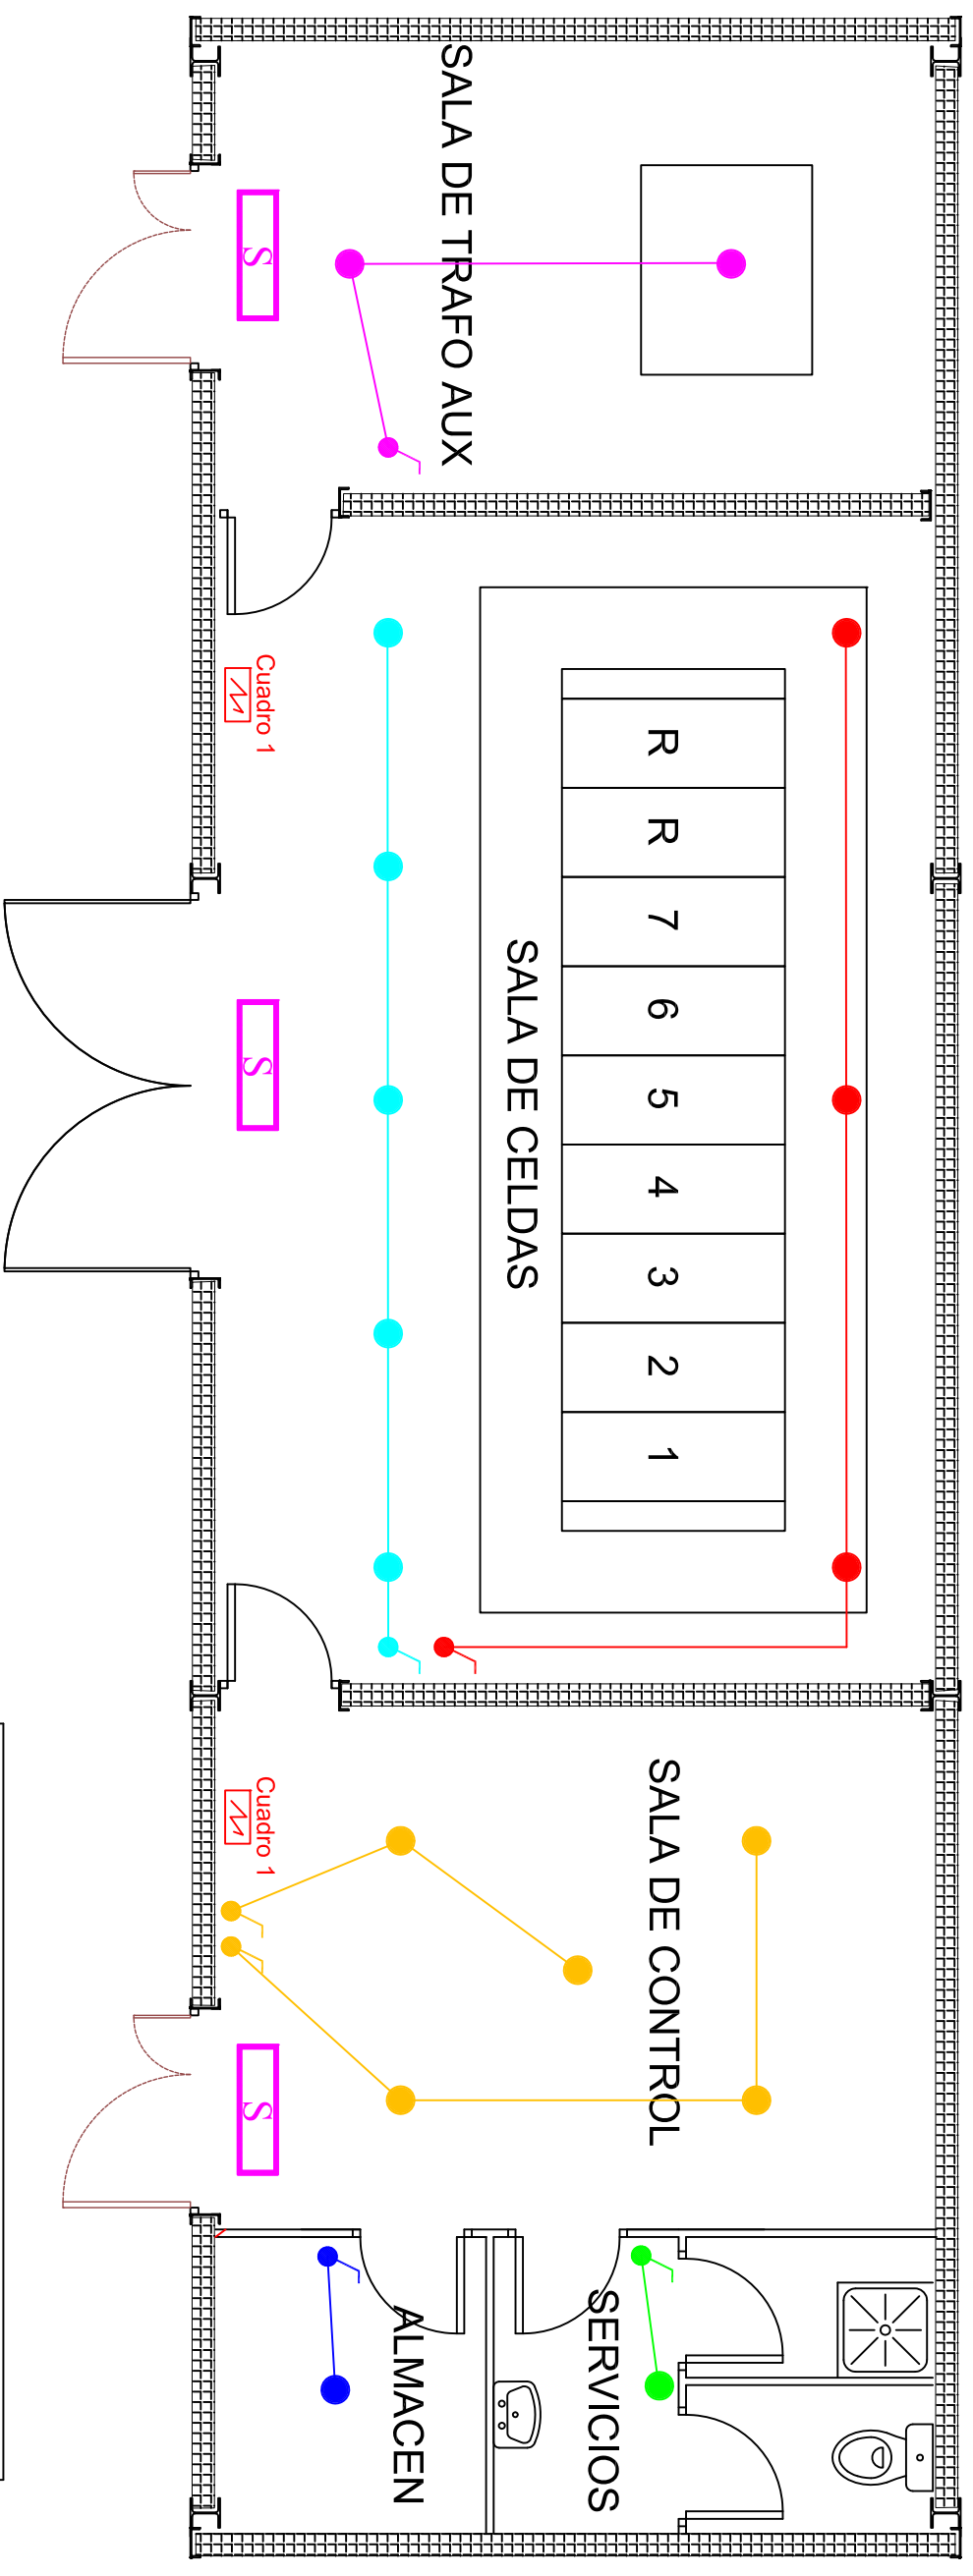 SALA DE TRAFO AUX
S
Cuadro 1
R
R
7
6
5
4
3
2
1
SALA DE CELDAS
S
SALA DE CONTROL
Cuadro 1
S
SERVICIOS
ALMACEN